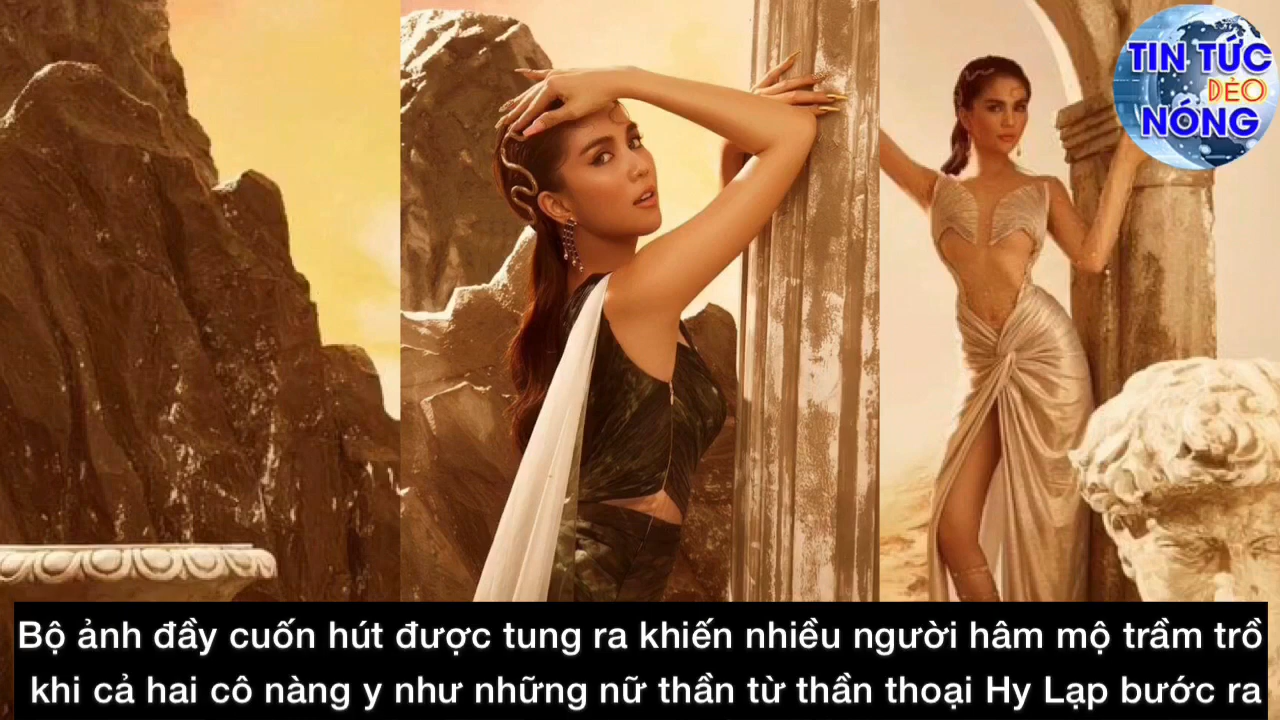 TIN TỨC
DẺO
NÓNG
Bộ ảnh đầy cuốn hút được tung ra khiến nhiều người hâm mộ trầm trồ
khi cả hai cô nàng y như những nữ thần từ thần thoại Hy Lạp bước ra